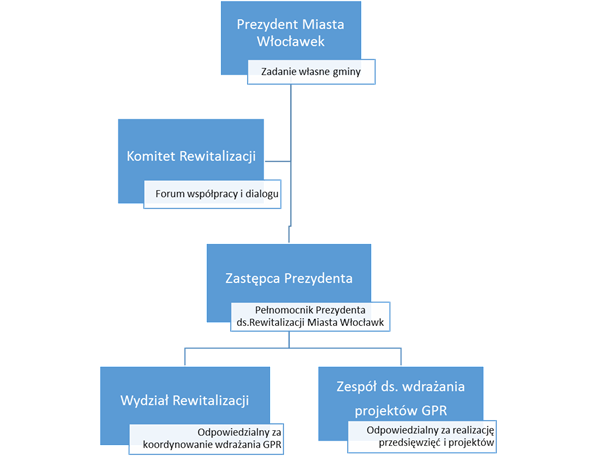 Prezydent Miasta
Włocławek
Zadanie własne gminy
Komitet Rewitalizacji
Forum współpracy i dialogu
Zastępca Prezydenta
Pełnomocnik Prezydenta
ds.Rewitalizacji Miasta Włocławk
Wydział Rewitalizacji
Odpowiedzialny za
koordynowanie wdrażania GPR
Zespół ds. wdrażania
projektów GPR
Odpowiedzialny za realizację
przedsięwzięć i projektów